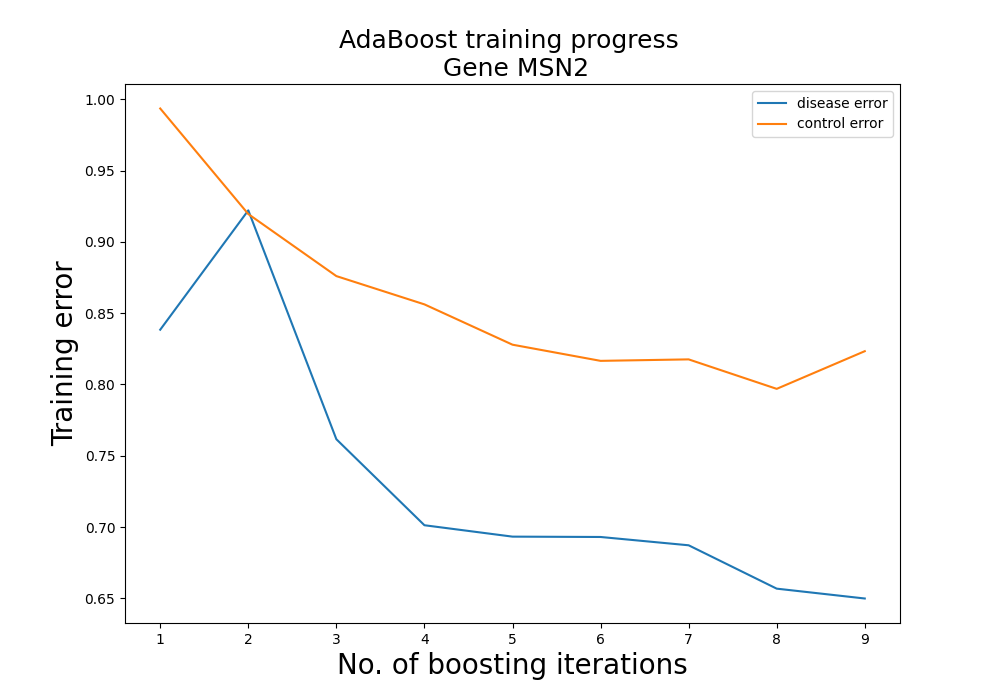 AdaBoost training progress
Gene MSN2
disease error
control error
1.00
0.95
0.90
0.85
0.80
0.75
0.70
0.65
Training error
1 2 3 4 5 6 7 8 9
No. of boosting iterations